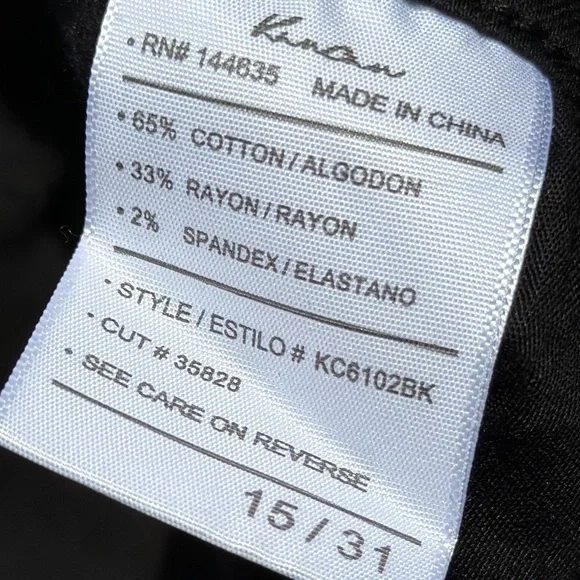 KanCan
• RN# 144635 MADE IN CHINA
• 65% COTTON / ALGODON
• 33% RAYON / RAYON
• 2% SPANDEX / ELASTANO
• STYLE / ESTILO # KC6102BK
• CUT # 35828
• SEE CARE ON REVERSE
15 / 31